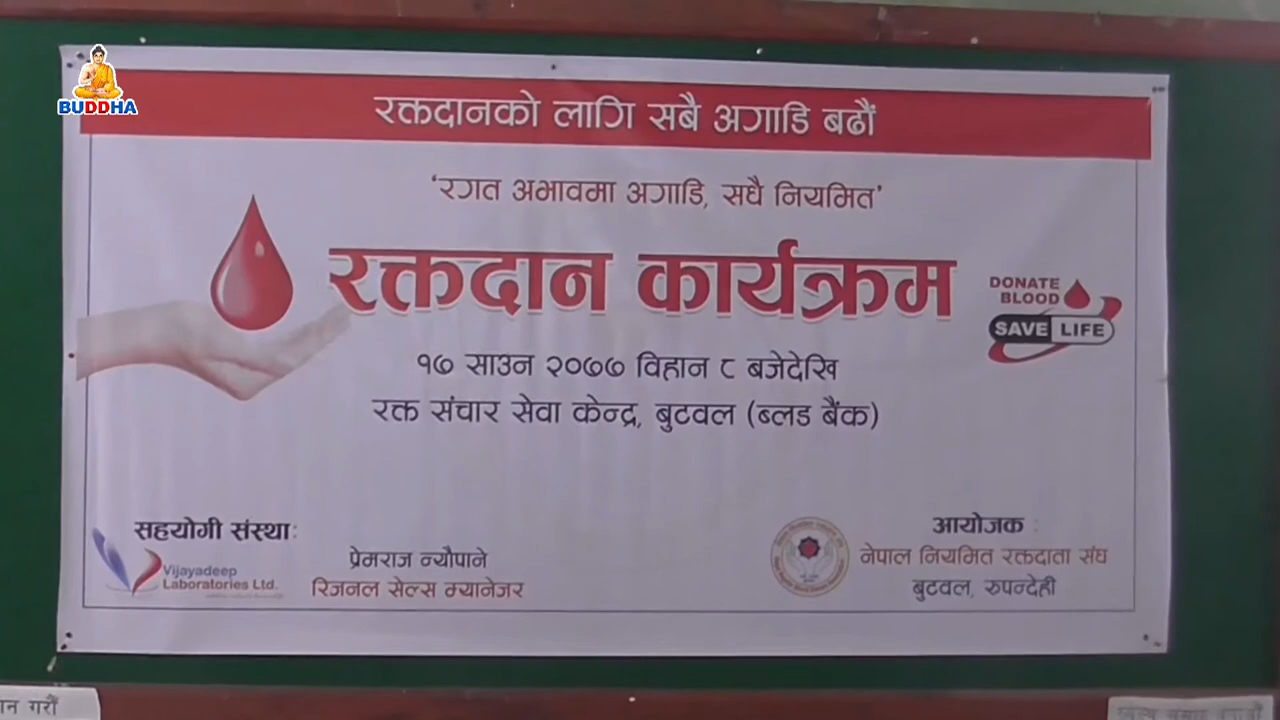 BUDDHA
रक्तदानको लागि सबै अगाडि बढौं
'रगत अभावमा अगाडि, सधै नियमित'
रक्तदान कार्यक्रम
DONATE
BLOOD
SAVE LIFE
१७ साउन २०७७ विहान ८ बजेदेखि
रक्त संचार सेवा केन्द्र, बुटवल (ब्लड बैंक)
सहयोगी संस्था:
Vijayadeep
Laboratories Ltd.
प्रेमराज न्यौपाने
रिजनल सेल्स म्यानेजर
आयोजक :
नेपाल नियमित रक्तदाता संघ
बुटवल, रुपन्देही
गरौं